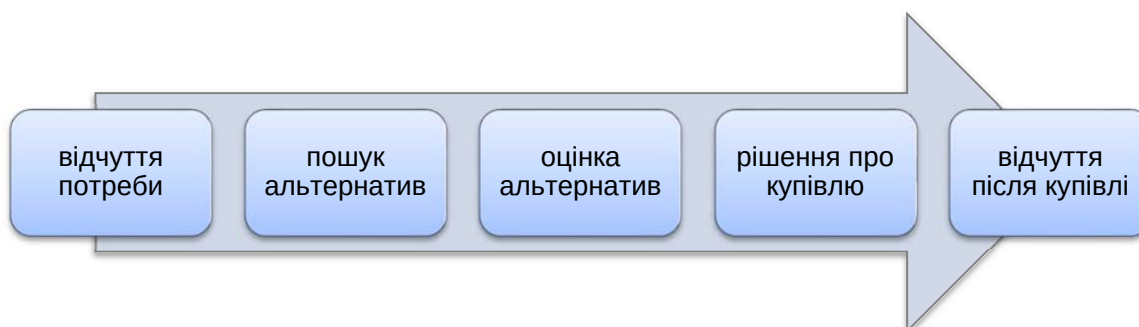 відчуття
потреби
пошук
альтернатив
оцінка
альтернатив
рішення про
купівлю
відчуття
після купівлі